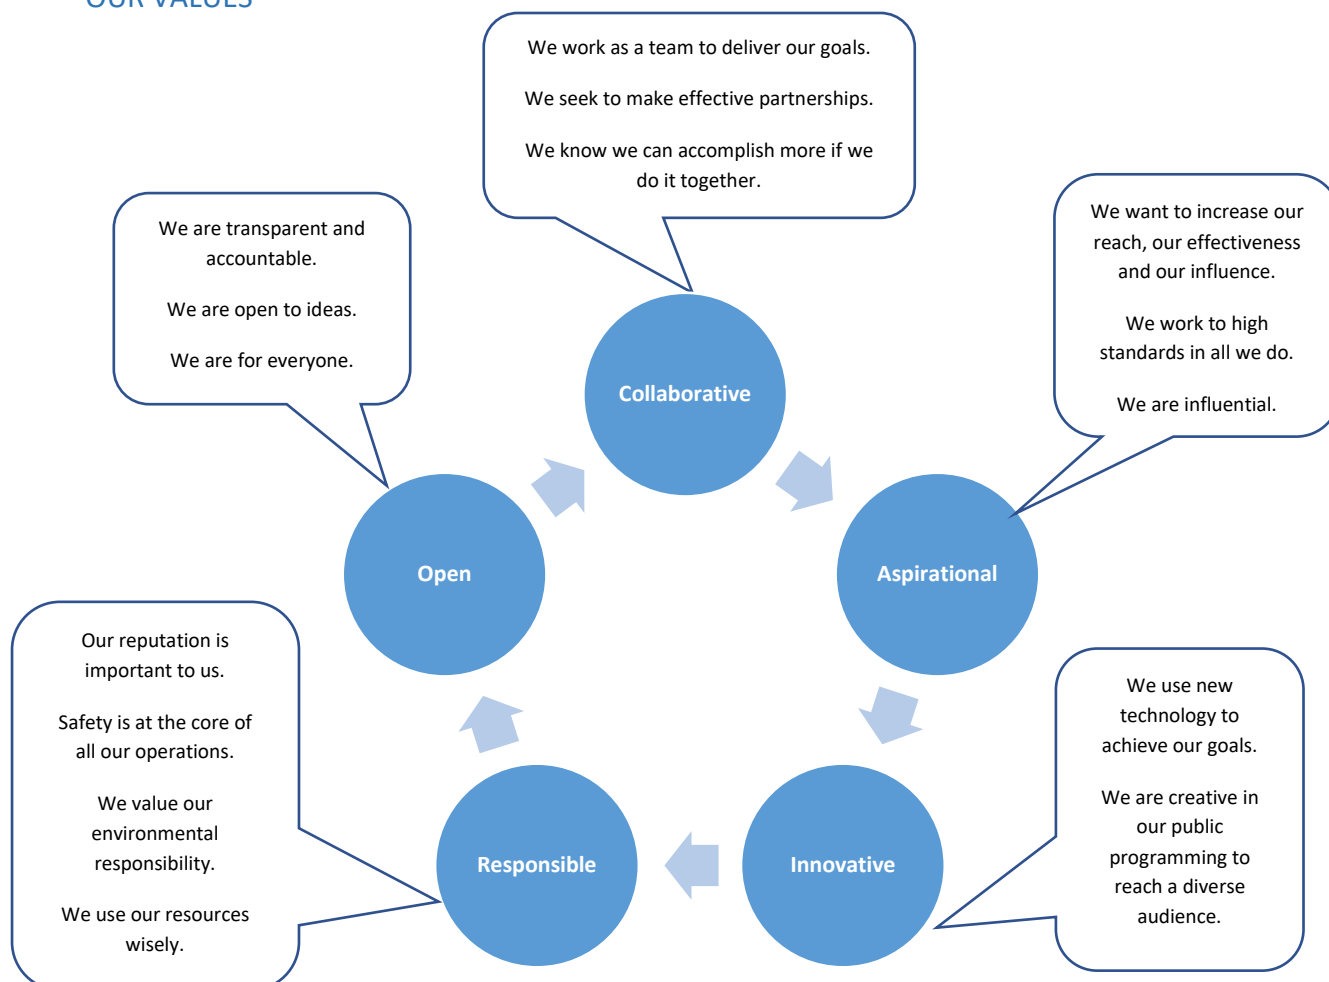 OUR VALUES
We work as a team to deliver our goals.
We seek to make effective partnerships.
We know we can accomplish more if we
do it together.
We are transparent and
accountable.
We are open to ideas.
We are for everyone.
We want to increase our
reach, our effectiveness
and our influence.
We work to high
standards in all we do.
We are influential.
Collaborative
Open
Aspirational
Our reputation is
important to us.
Safety is at the core of
all our operations.
We value our
environmental
responsibility.
We use our resources
wisely.
We use new
technology to
achieve our goals.
We are creative in
our public
programming to
reach a diverse
audience.
Responsible
Innovative